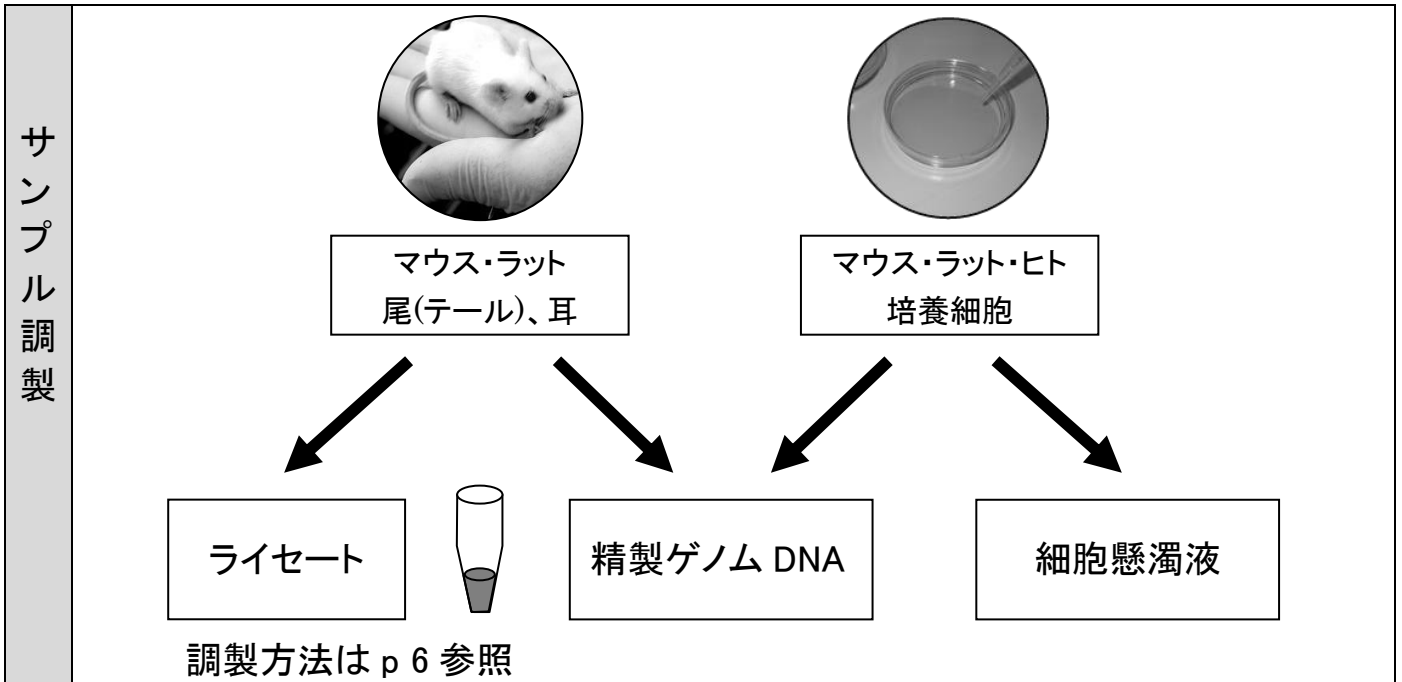 サンプル調製
マウス・ラット
尾(テール)、耳
マウス・ラット・ヒト
培養細胞
ライセート
精製ゲノム DNA
細胞懸濁液
調製方法は p 6 参照